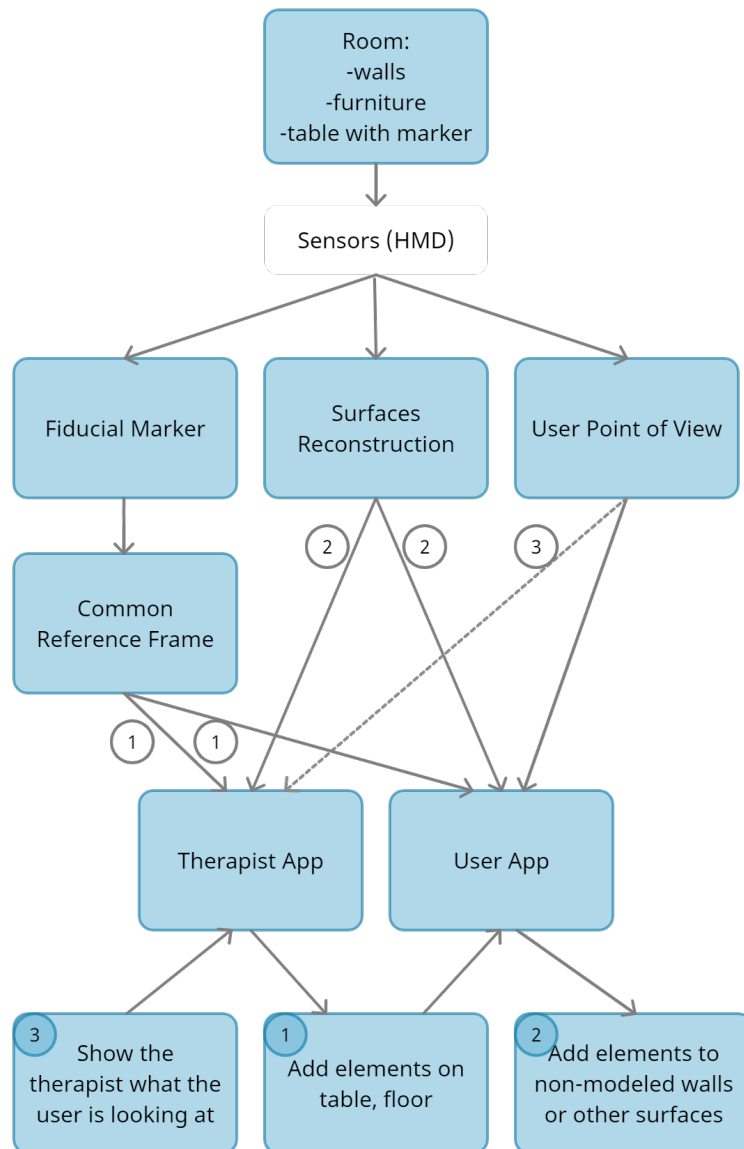 Room:
-walls
-furniture
-table with marker
Sensors (HMD)
Fiducial Marker
Surfaces
Reconstruction
User Point of View
2
2
3
Common
Reference Frame
1
1
Therapist App
User App
3
Show the
therapist what the
user is looking at
1
Add elements on
table, floor
2
Add elements to
non-modeled walls
or other surfaces